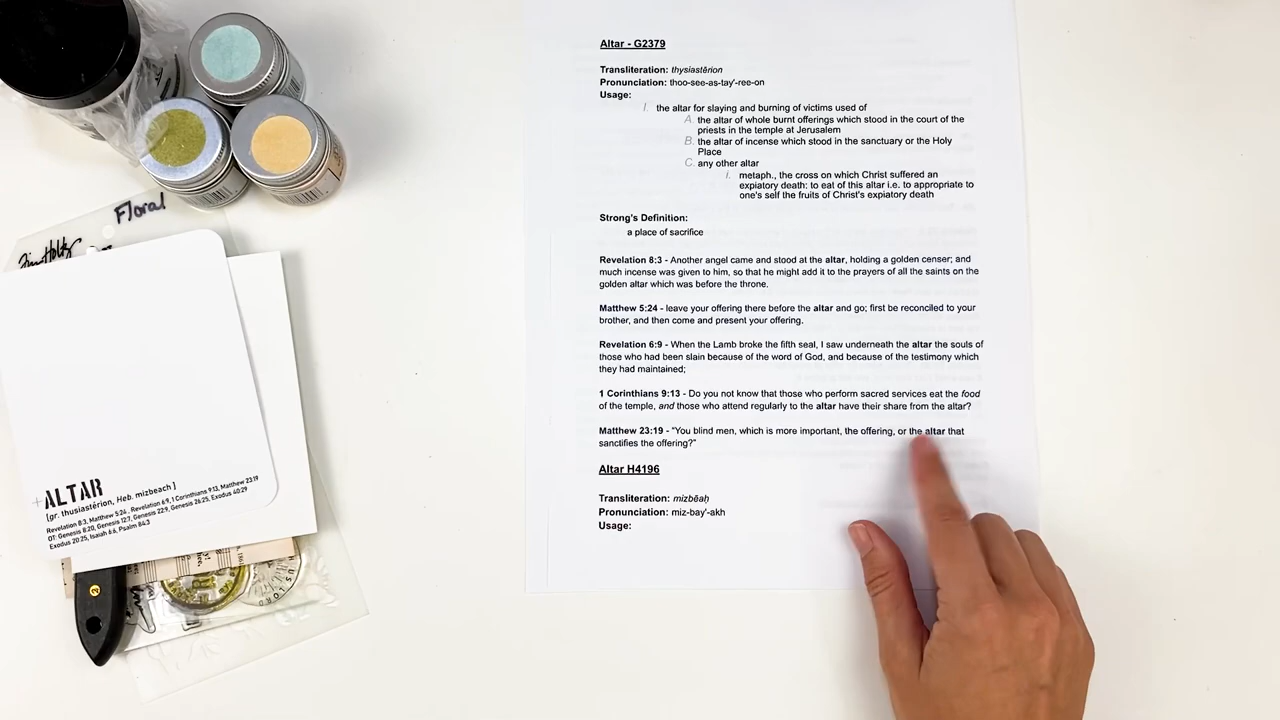 Altar - G2379
Transliteration: thysiastērion
Pronunciation: thoo-see-as-tay'-ree-on
Usage:
I. the altar for slaying and burning of victims used of
A. the altar of whole burnt offerings which stood in the court of the
priests in the temple at Jerusalem
B. the altar of incense which stood in the sanctuary or the Holy
Place
C. any other altar
i. metaph., the cross on which Christ suffered an
expiatory death: to eat of this altar i.e. to appropriate to
one's self the fruits of Christ's expiatory death
Strong's Definition:
a place of sacrifice
Revelation 8:3 - Another angel came and stood at the altar, holding a golden censer; and
much incense was given to him, so that he might add it to the prayers of all the saints on the
golden altar which was before the throne.
Matthew 5:24 - leave your offering there before the altar and go; first be reconciled to your
brother, and then come and present your offering.
Revelation 6:9 - When the Lamb broke the fifth seal, I saw underneath the altar the souls of
those who had been slain because of the word of God, and because of the testimony which
they had maintained;
1 Corinthians 9:13 - Do you not know that those who perform sacred services eat the food
of the temple, and those who attend regularly to the altar have their share from the altar?
Matthew 23:19 - "You blind men, which is more important, the offering, or the altar that
sanctifies the offering?"
Altar H4196
Transliteration: mizbēaḥ
Pronunciation: miz-bay'-akh
Usage:
Floral
Tim Holtz
ALTAR
[gr. thusiastérion, Heb. mizbeach ]
Revelation 8:3, Matthew 5:24 , Revelation 6:9, 1 Corinthians 9:13, Matthew 23:19
OT: Genesis 8:20, Genesis 12:7, Genesis 22:9, Genesis 26:25, Exodus 40:29
Exodus 20:25, Isaiah 6:6, Psalm 84:3
2